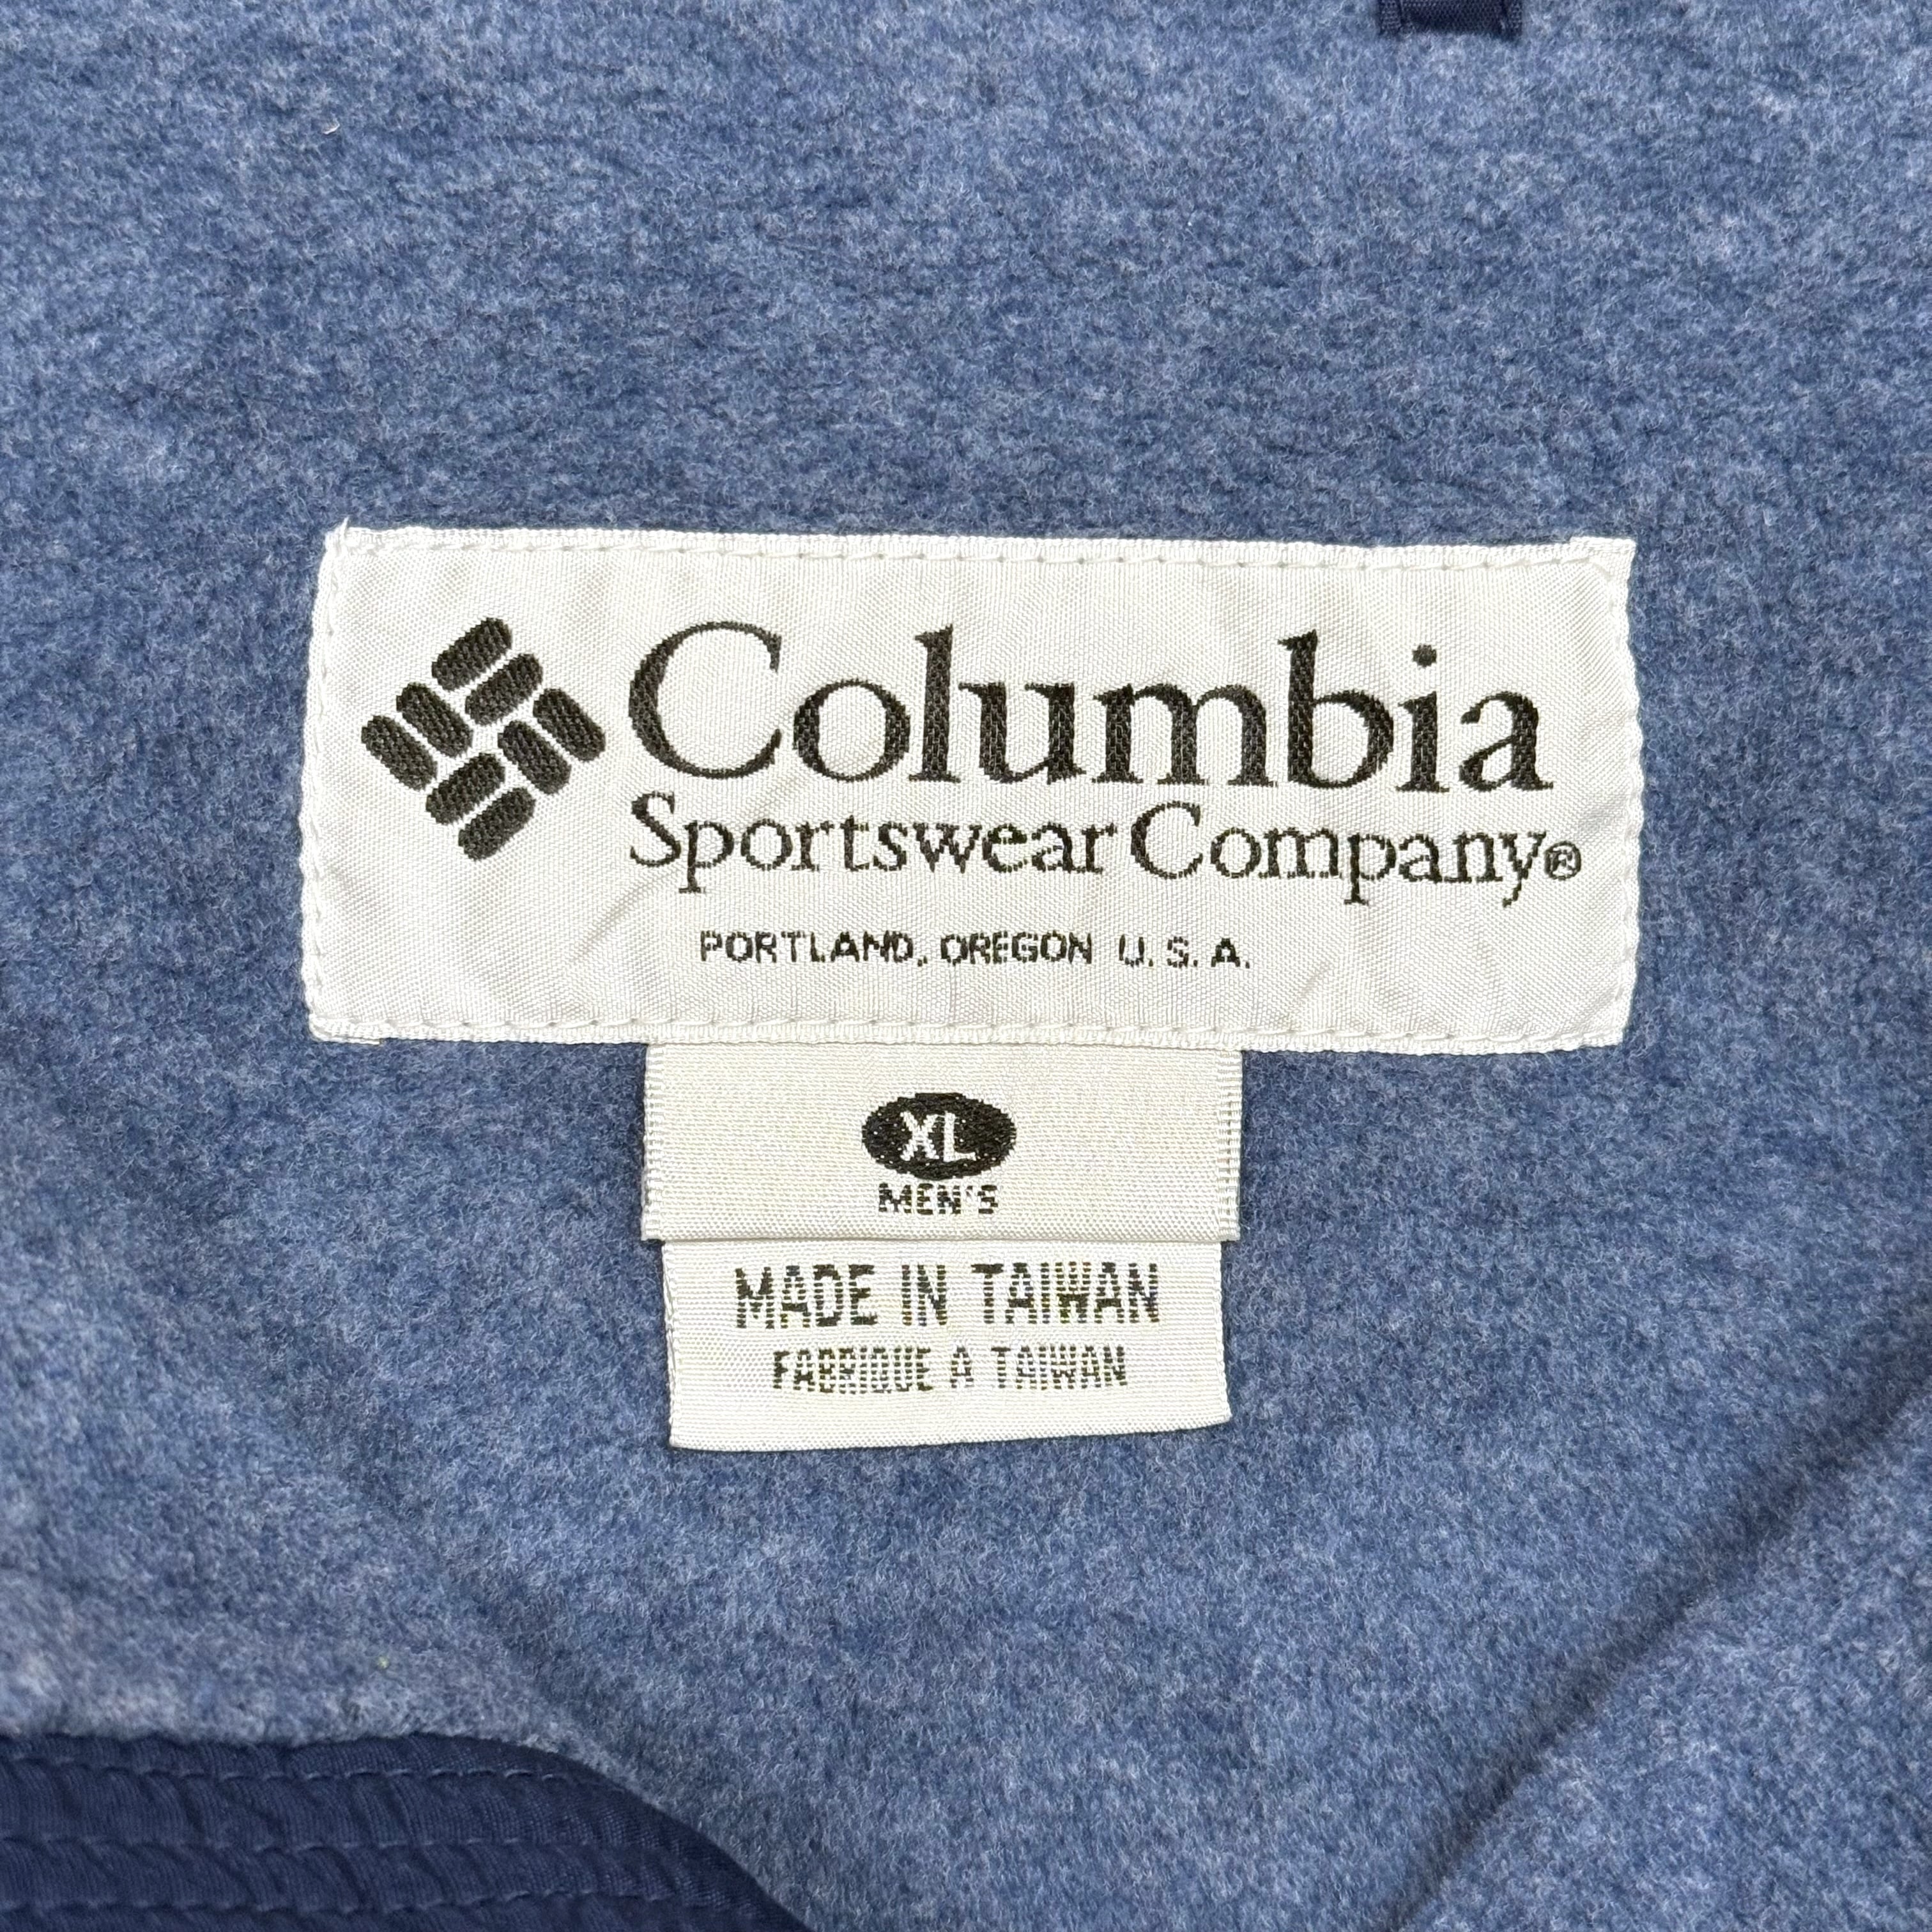 Columbia
Sportswear Company®
PORTLAND, OREGON U.S.A.
XL
MEN'S
MADE IN TAIWAN
FABRIQUE A TAIWAN